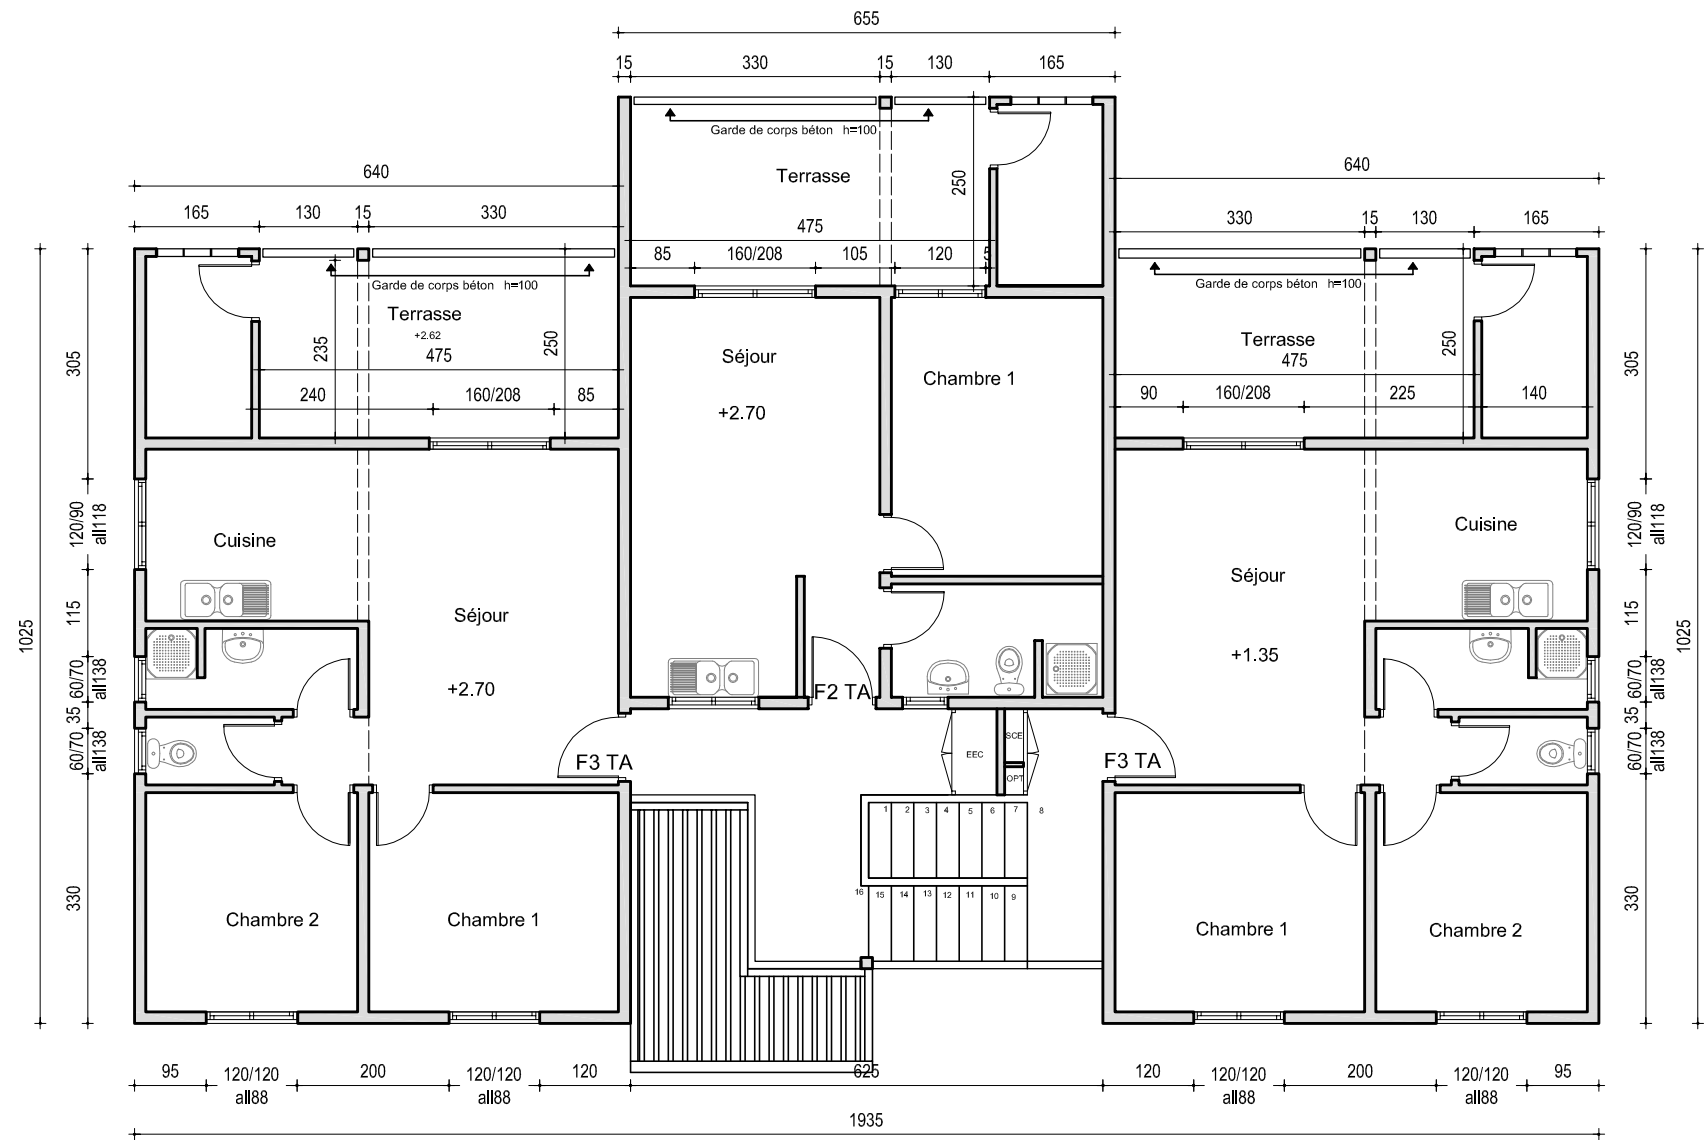 655
15 330 15 130 165
Garde de corps béton h=100
Terrasse
250
475
85 160/208 105 120 5
640
165 130 15 330
Garde de corps béton h=100
Terrasse
+2.62
475
235
250
240 160/208 85
640
330 15 130 165
Garde de corps béton h=100
Terrasse
475
250
90 160/208 225 140
1025
305
120/90
all118
115
60/70
all138
35
60/70
all138
330
Cuisine
Séjour
+2.70
F3 TA
Chambre 2
Chambre 1
Séjour
+2.70
Chambre 1
F2 TA
EEC
SCE
OPT
1 2 3 4 5 6 7 8
16 15 14 13 12 11 10 9
Séjour
+1.35
Cuisine
F3 TA
Chambre 1
Chambre 2
305
120/90
all118
115
60/70
all138
35
60/70
all138
330
1025
95 120/120 200 120/120 120 625 120 120/120 200 120/120 95
all88 all88 all88 all88
1935